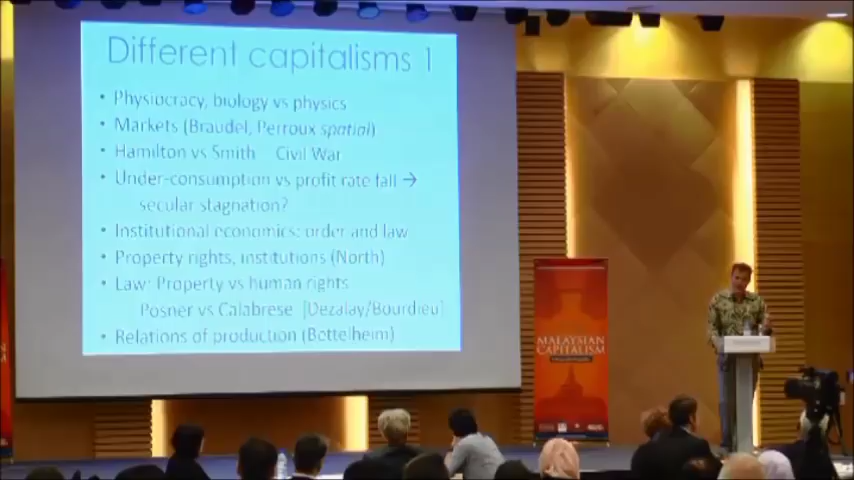 Different capitalisms 1
• Physiocracy, biology vs physics
• Markets (Braudel, Perroux spatial)
• Hamilton vs Smith Civil War
• Under-consumption vs profit rate fall →
secular stagnation?
• Institutional economics: order and law
• Property rights, institutions (North)
• Law: Property vs human rights
Posner vs Calabrese [Dezalay/Bourdieu]
• Relations of production (Bettelheim)
MALAYSIAN
CAPITALISM